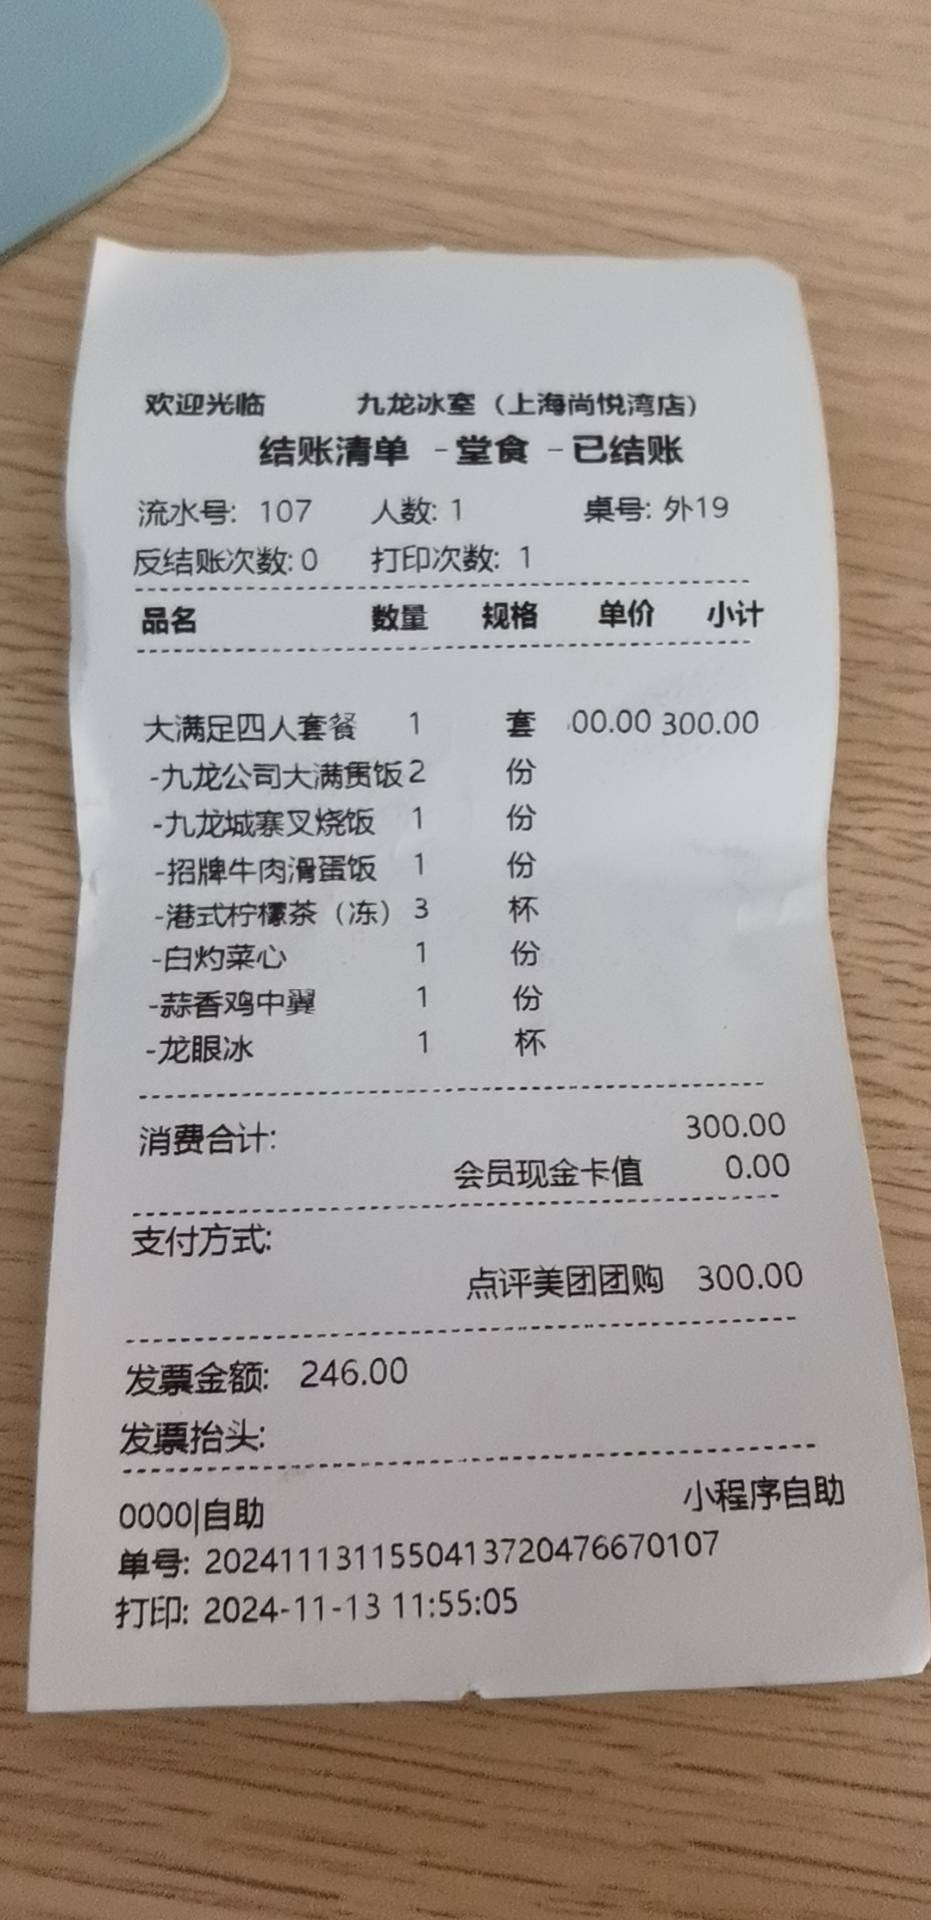 欢迎光临 九龙冰室（上海尚悦湾店）
结账清单 -堂食 -已结账
流水号: 107 人数: 1 桌号: 外19
反结账次数: 0 打印次数: 1
品名 数量 规格 单价 小计
大满足四人套餐 1 套 00.00 300.00
-九龙公司大满贯饭 2 份
-九龙城寨叉烧饭 1 份
-招牌牛肉滑蛋饭 1 份
-港式柠檬茶（冻） 3 杯
-白灼菜心 1 份
-蒜香鸡中翼 1 份
-龙眼冰 1 杯
消费合计: 300.00
会员现金卡值 0.00
支付方式:
点评美团团购 300.00
发票金额: 246.00
发票抬头:
0000|自助 小程序自助
单号: 20241113115504137204766​70107
打印: 2024-11-13 11:55:05